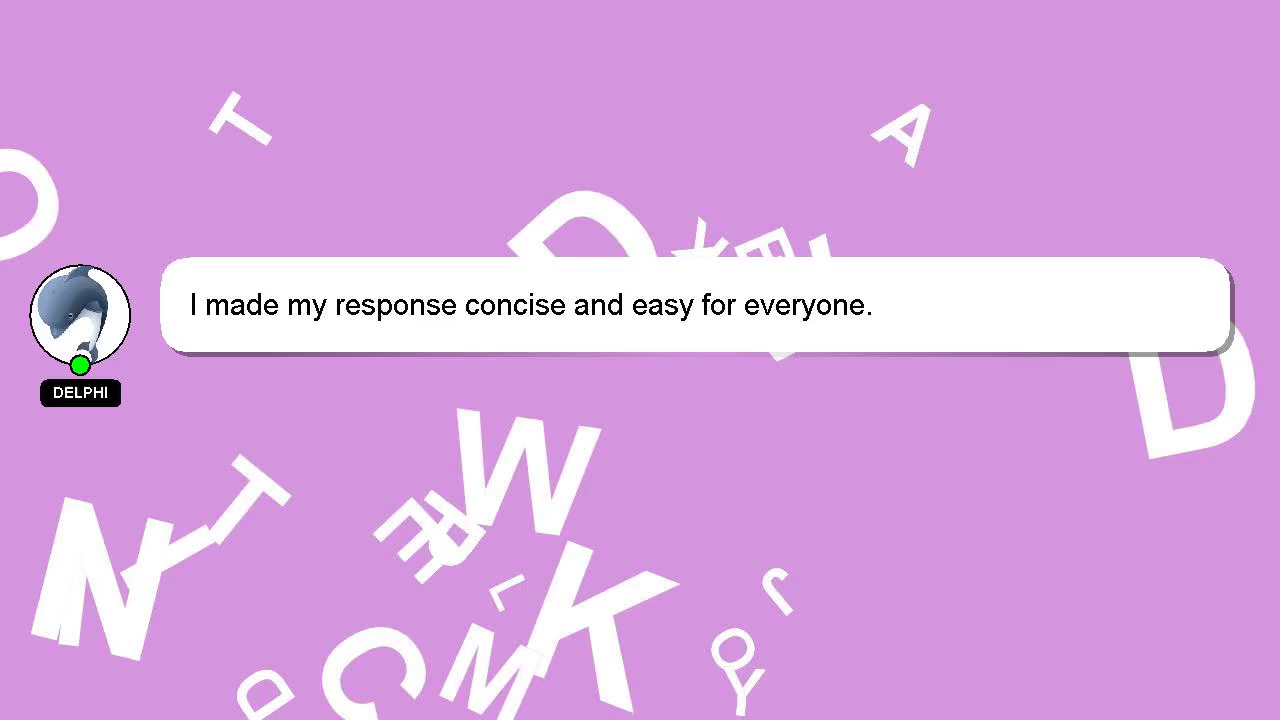 T
A
O
D
K
E
I made my response concise and easy for everyone.
DELPHI
D
W
T
E
R
N
Y
L
K
J
M
O
Y
C
D